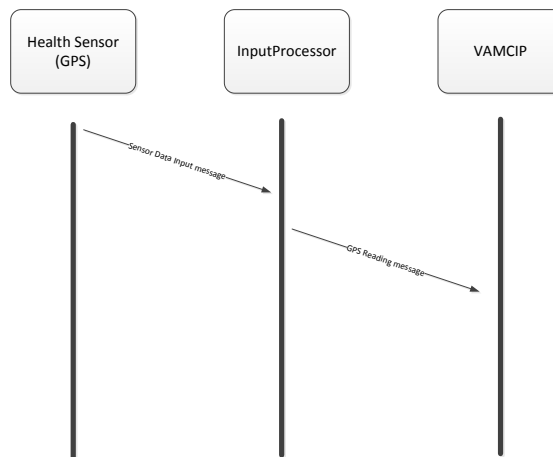 Health Sensor
(GPS)
InputProcessor
VAMCIP
Sensor Data Input message
GPS Reading message